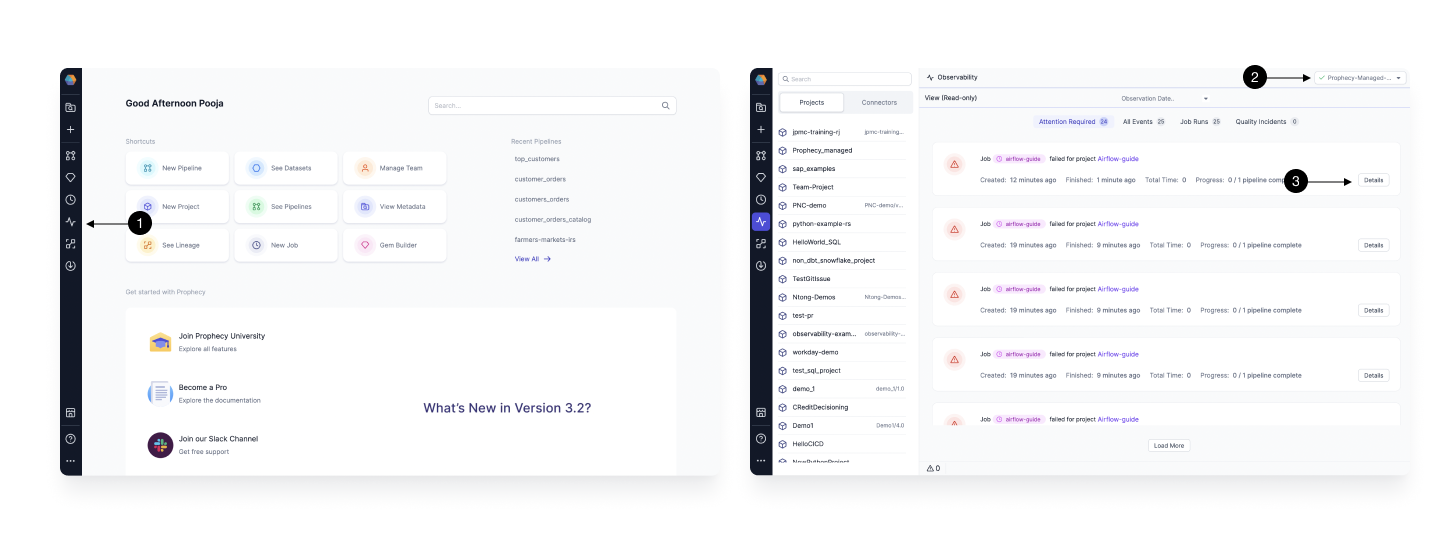 Good Afternoon Pooja
Search...
Shortcuts
New Pipeline
See Datasets
Manage Team
New Project
See Pipelines
View Metadata
See Lineage
New Job
Gem Builder
Recent Pipelines
top_customers
customer_orders
customers_orders
customer_orders_catalog
farmers-markets-irs
View All
1
Get started with Prophecy
Join Prophecy University
Explore all features
Become a Pro
Explore the documentation
Join our Slack Channel
Get free support
What's New in Version 3.2?
Search
Projects Connectors
jpmc-training-rj jpmc-training...
Prophecy_managed
sap_examples
Team-Project
PNC-demo PNC-demo/v...
python-example-rs
HelloWorld_SQL
non_dbt_snowflake_project
TestGitIssue
Ntong-Demos Ntong-Demos...
test-pr
observability-exam... observability-...
workday-demo
test_sql_project
demo_1 demo_1/1.0
CReditDecisioning
Demo1 Demo1/4.0
HelloCICD
NewPythonProject
Observability
2
Prophecy-Managed-...
View (Read-only)
Observation Date..
Attention Required 24 All Events 25 Job Runs 25 Quality Incidents 0
Job airflow-guide failed for project Airflow-guide
Created: 12 minutes ago Finished: 1 minute ago Total Time: 0 Progress: 0 / 1 pipeline comp
3
Details
Job airflow-guide failed for project Airflow-guide
Created: 19 minutes ago Finished: 9 minutes ago Total Time: 0 Progress: 0 / 1 pipeline complete
Details
Job airflow-guide failed for project Airflow-guide
Created: 19 minutes ago Finished: 9 minutes ago Total Time: 0 Progress: 0 / 1 pipeline complete
Details
Job airflow-guide failed for project Airflow-guide
Created: 19 minutes ago Finished: 9 minutes ago Total Time: 0 Progress: 0 / 1 pipeline complete
Details
Job airflow-guide failed for project Airflow-guide
Load More
0